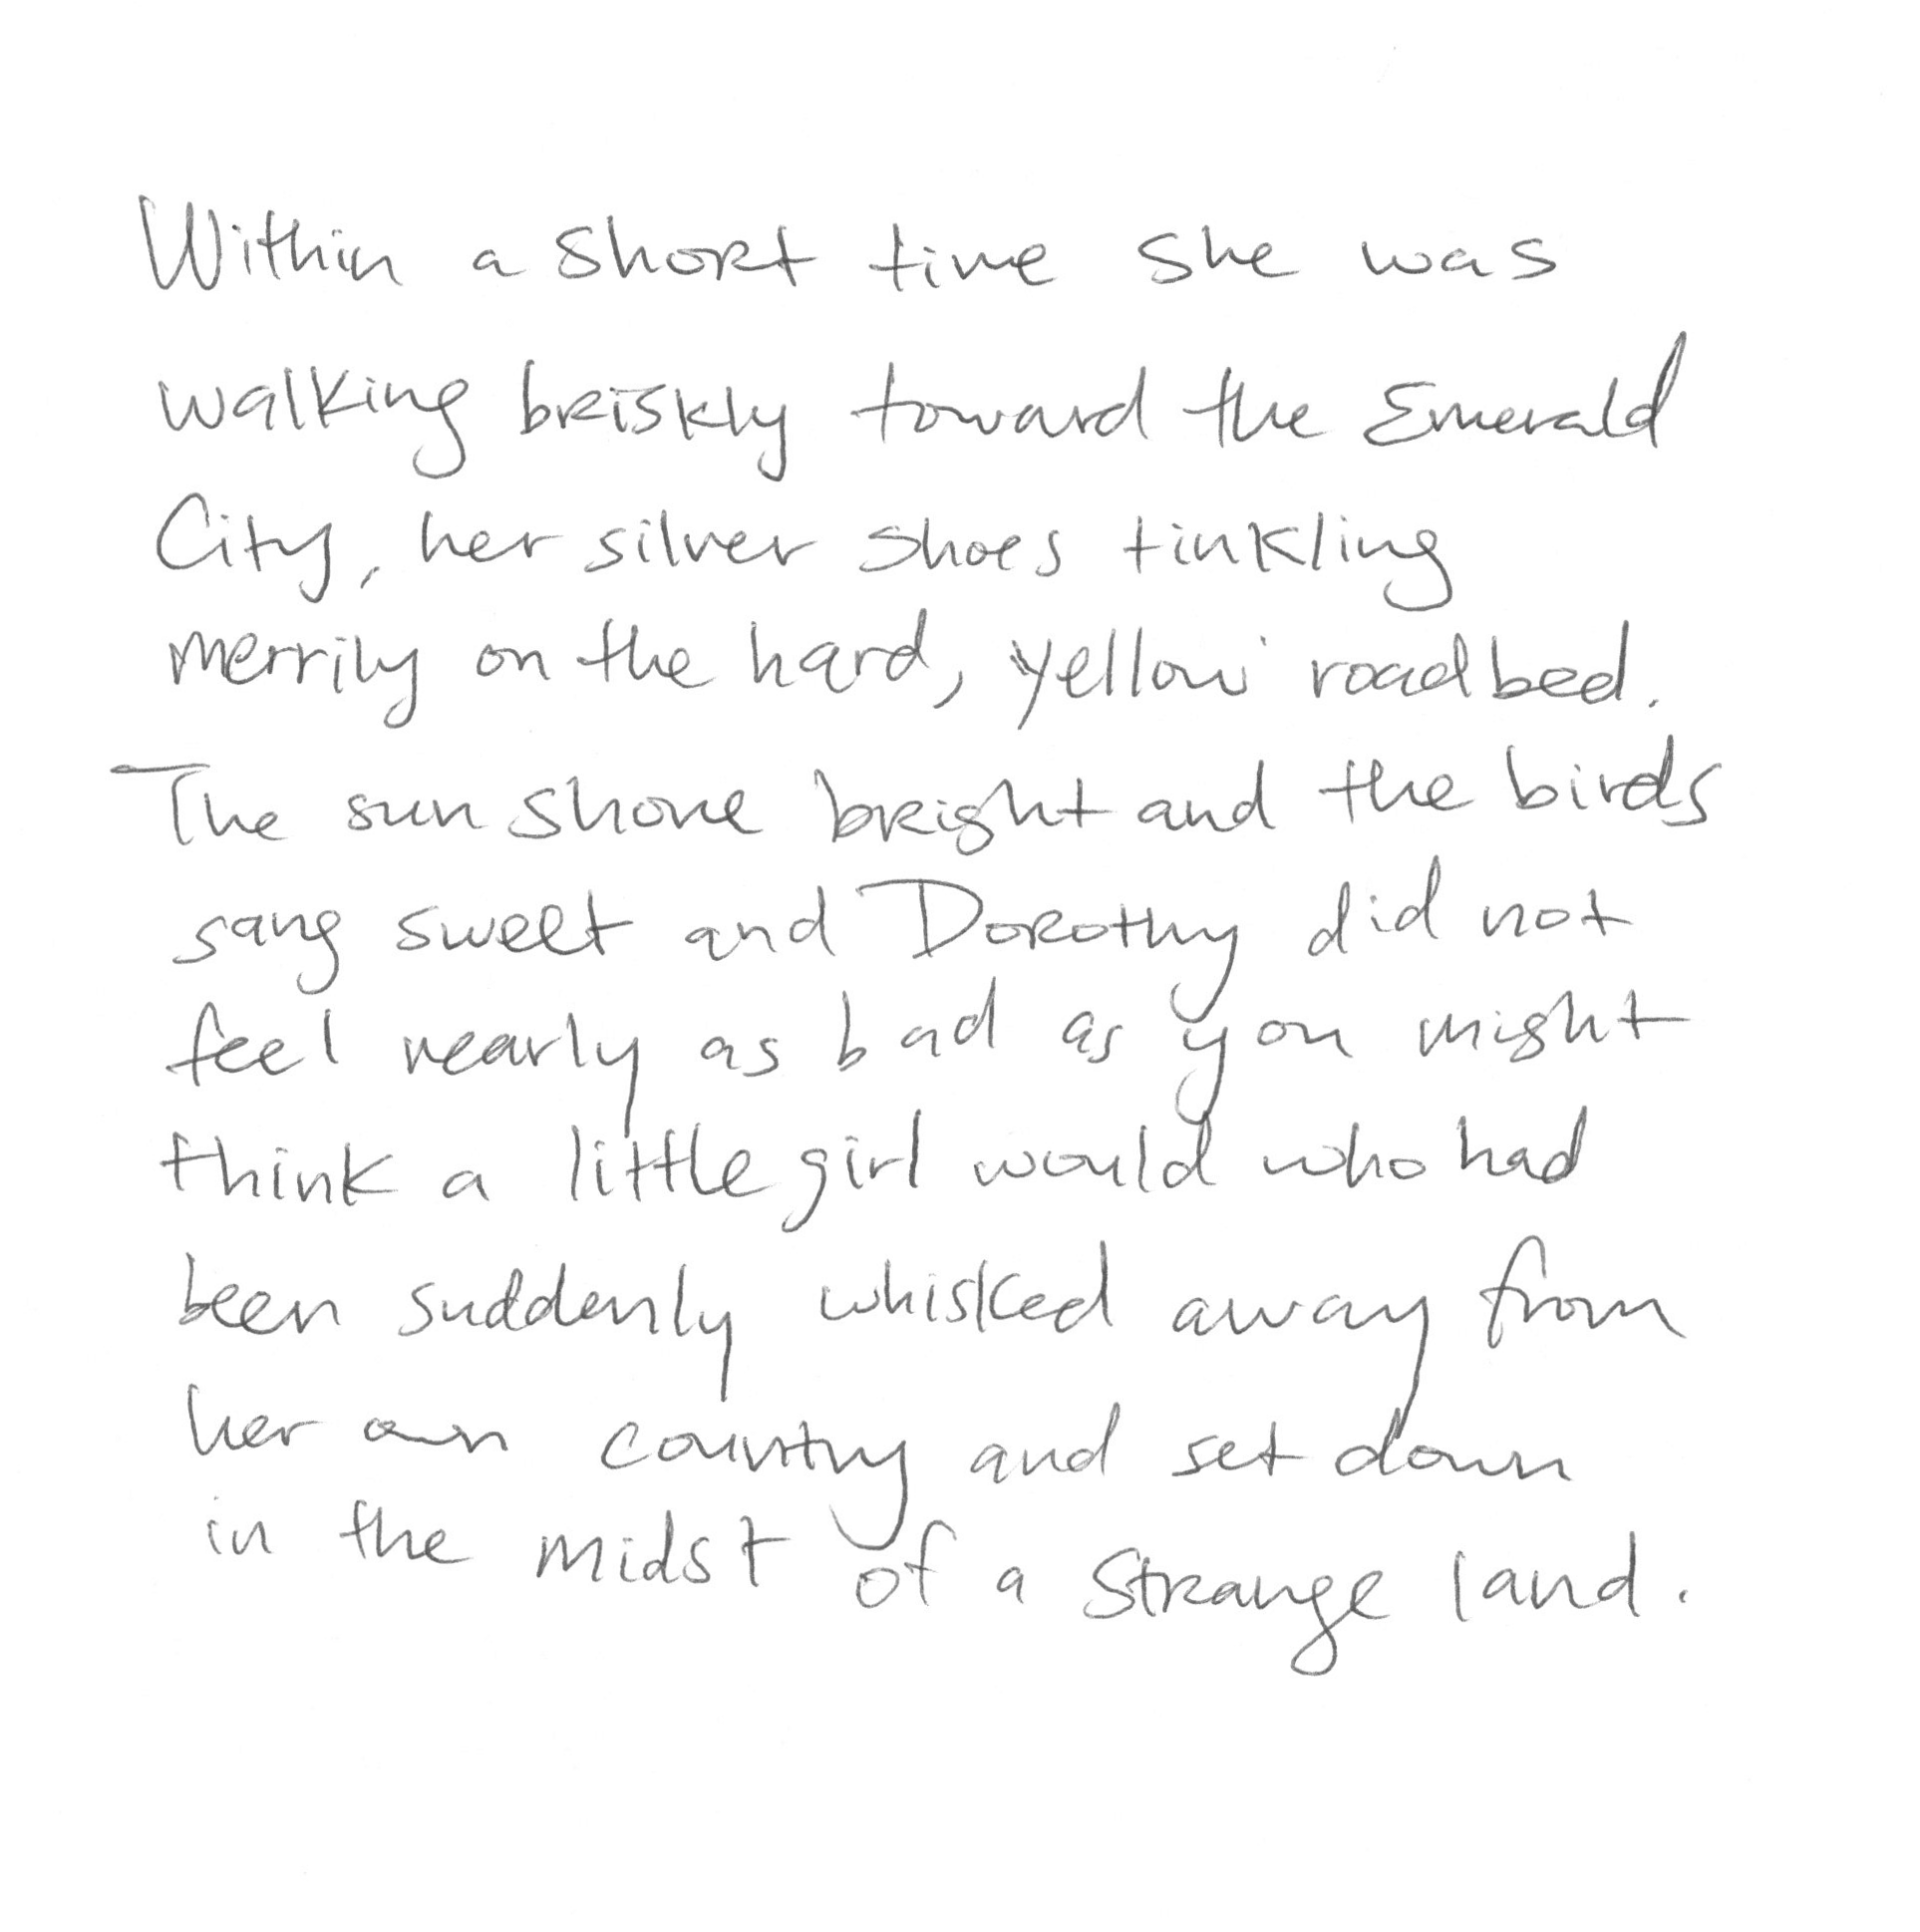 Within a short time she was
walking briskly toward the Emerald
City, her silver shoes tinkling
merrily on the hard, yellow roadbed.
The sun shone bright and the birds
sang sweet and Dorothy did not
feel nearly as bad as you might
think a little girl would who had
been suddenly whisked away from
her own country and set down
in the midst of a strange land.